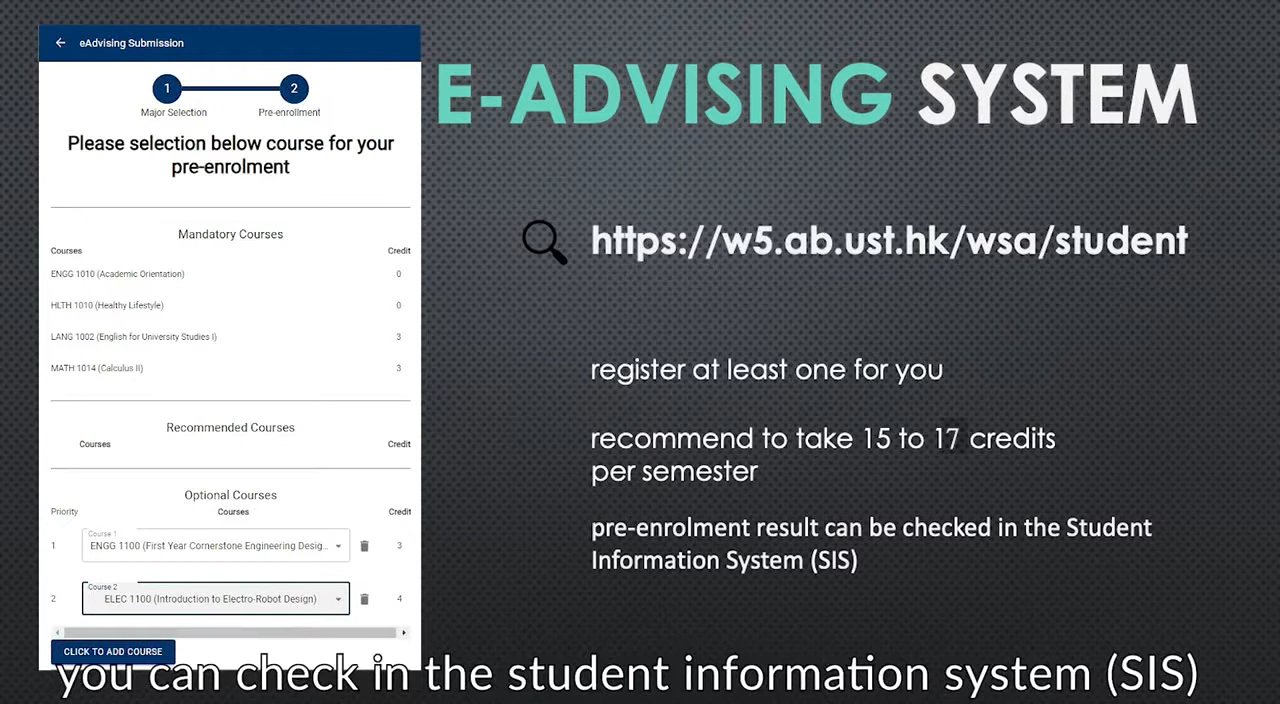 eAdvising Submission
1
2
Major Selection
Pre-enrollment
Please selection below course for your
pre-enrolment
Mandatory Courses
Courses Credit
ENGG 1010 (Academic Orientation) 0
HLTH 1010 (Healthy Lifestyle) 0
LANG 1002 (English for University Studies I) 3
MATH 1014 (Calculus II) 3
Recommended Courses
Courses Credit
Optional Courses
Priority Courses Credit
Course 1
1 ENGG 1100 (First Year Cornerstone Engineering Desig... 3
Course 2
2 ELEC 1100 (Introduction to Electro-Robot Design) 4
CLICK TO ADD COURSE
E-ADVISING SYSTEM
https://w5.ab.ust.hk/wsa/student
register at least one for you
recommend to take 15 to 17 credits
per semester
pre-enrolment result can be checked in the Student
Information System (SIS)
you can check in the student information system (SIS)